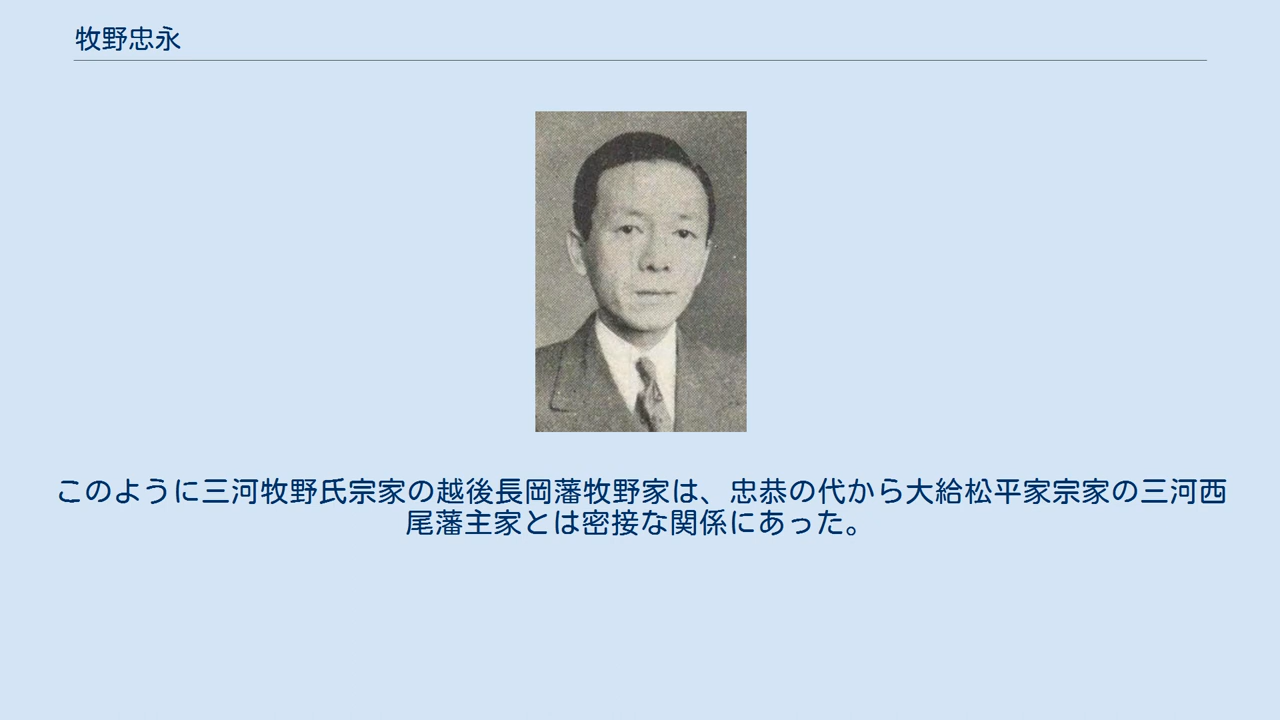 牧野忠永
このように三河牧野氏宗家の越後長岡藩牧野家は、忠恭の代から大給松平家宗家の三河西
尾藩主家とは密接な関係にあった。